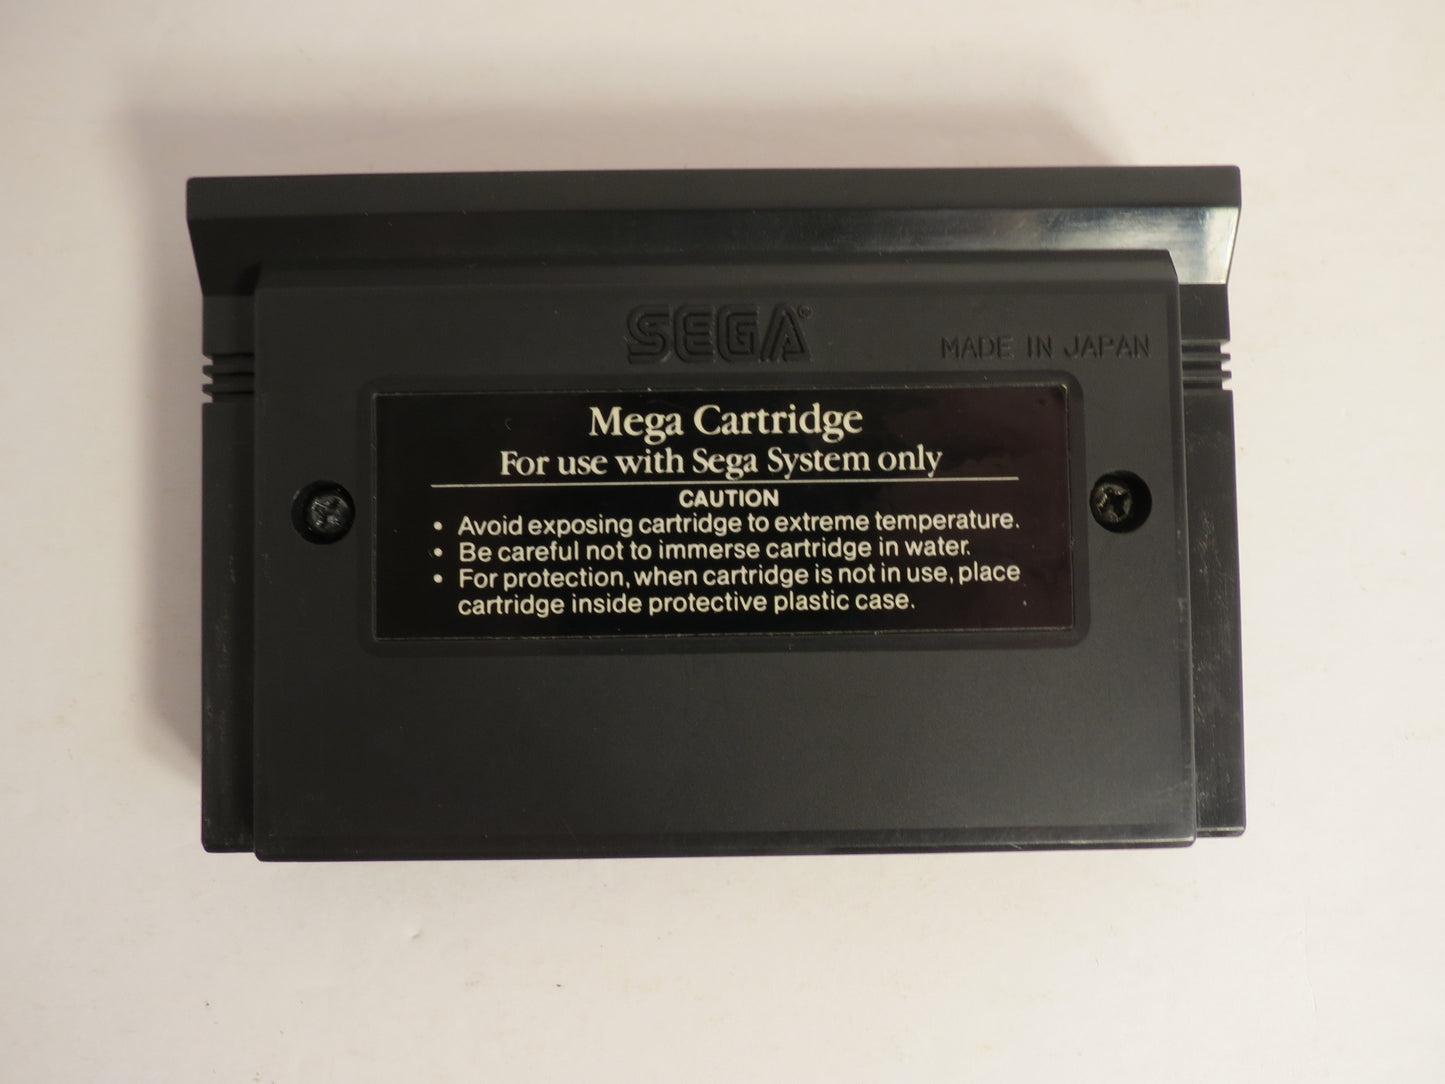 SEGA®
MADE IN JAPAN
Mega Cartridge
For use with Sega System only
CAUTION
• Avoid exposing cartridge to extreme temperature.
• Be careful not to immerse cartridge in water.
• For protection, when cartridge is not in use, place
cartridge inside protective plastic case.